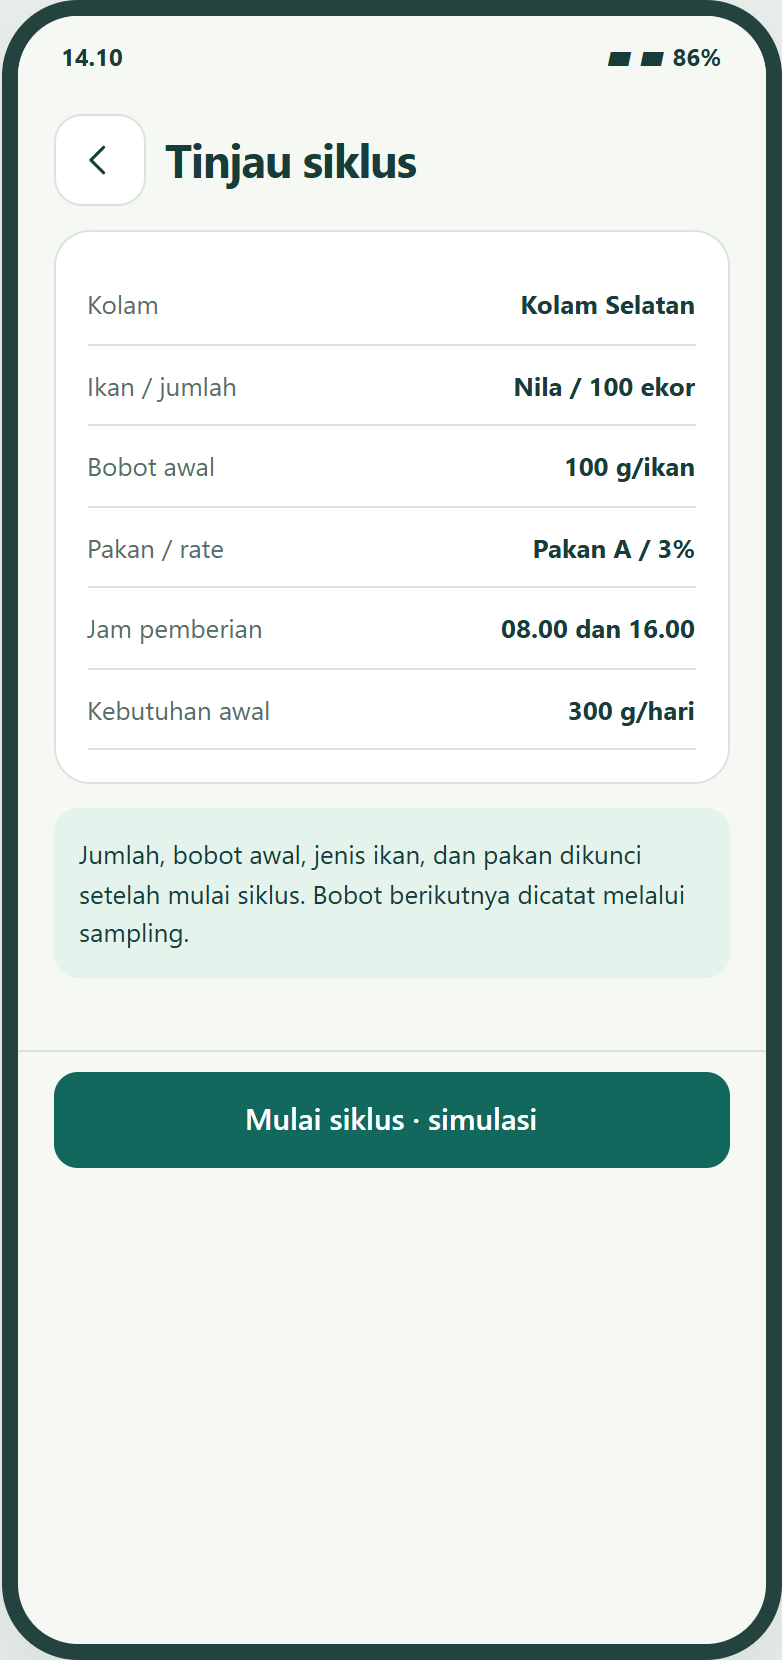 14.10
86%
Tinjau siklus
Kolam Kolam Selatan
Ikan / jumlah Nila / 100 ekor
Bobot awal 100 g/ikan
Pakan / rate Pakan A / 3%
Jam pemberian 08.00 dan 16.00
Kebutuhan awal 300 g/hari
Jumlah, bobot awal, jenis ikan, dan pakan dikunci
setelah mulai siklus. Bobot berikutnya dicatat melalui
sampling.
Mulai siklus · simulasi